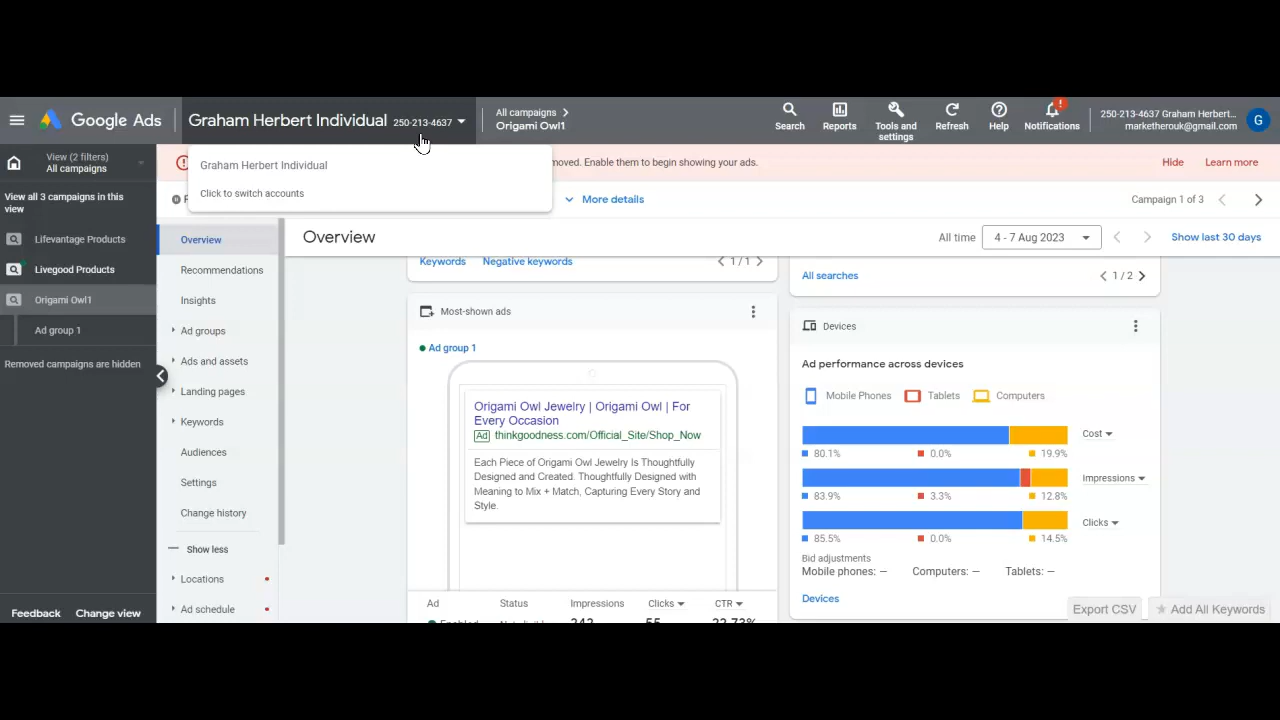 Google Ads
Graham Herbert Individual 250-213-4637
All campaigns
Origami Owl1
Search
Reports
Tools and
settings
Refresh
Help
Notifications
250-213-4637 Graham Herbert...
marketherouk@gmail.com
G
View (2 filters)
All campaigns
Graham Herbert Individual
Click to switch accounts
moved. Enable them to begin showing your ads.
Hide
Learn more
View all 3 campaigns in this
view
More details
Campaign 1 of 3
Lifevantage Products
Livegood Products
Origami Owl1
Ad group 1
Removed campaigns are hidden
Feedback
Change view
Overview
Recommendations
Insights
Ad groups
Ads and assets
Landing pages
Keywords
Audiences
Settings
Change history
Show less
Locations
Ad schedule
Overview
All time
4 - 7 Aug 2023
Show last 30 days
Keywords
Negative keywords
1 / 1
All searches
1 / 2
Most-shown ads
Ad group 1
Origami Owl Jewelry | Origami Owl | For
Every Occasion
Ad thinkgoodness.com/Official_Site/Shop_Now
Each Piece of Origami Owl Jewelry Is Thoughtfully
Designed and Created. Thoughtfully Designed with
Meaning to Mix + Match, Capturing Every Story and
Style.
Ad
Status
Impressions
Clicks
CTR
Devices
Ad performance across devices
Mobile Phones
Tablets
Computers
Cost
80.1%
0.0%
19.9%
Impressions
83.9%
3.3%
12.8%
Clicks
85.5%
0.0%
14.5%
Bid adjustments
Mobile phones: –
Computers: –
Tablets: –
Devices
Export CSV
Add All Keywords